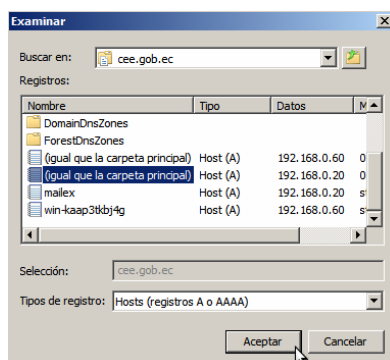 Examinar
Buscar en: cee.gob.ec
Registros:
Nombre Tipo Datos M
DomainDnsZones
ForestDnsZones
(igual que la carpeta principal) Host (A) 192.168.0.60 0
(igual que la carpeta principal) Host (A) 192.168.0.20 0
mailex Host (A) 192.168.0.20 s
win-kaap3tkbj4g Host (A) 192.168.0.60 s
Selección: cee.gob.ec
Tipos de registro: Hosts (registros A o AAAA)
Aceptar Cancelar